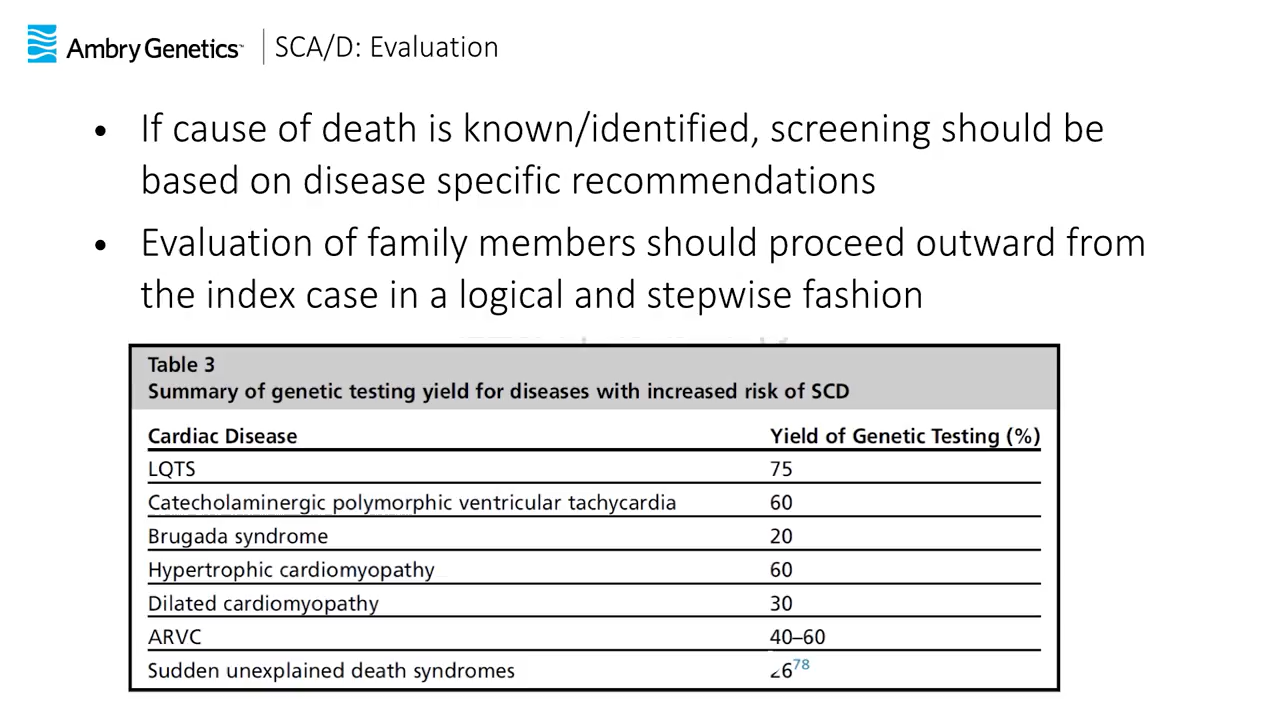 Ambry Genetics™ SCA/D: Evaluation
• If cause of death is known/identified, screening should be
based on disease specific recommendations
• Evaluation of family members should proceed outward from
the index case in a logical and stepwise fashion
Table 3
Summary of genetic testing yield for diseases with increased risk of SCD
Cardiac Disease Yield of Genetic Testing (%)
LQTS 75
Catecholaminergic polymorphic ventricular tachycardia 60
Brugada syndrome 20
Hypertrophic cardiomyopathy 60
Dilated cardiomyopathy 30
ARVC 40–60
Sudden unexplained death syndromes 26 78